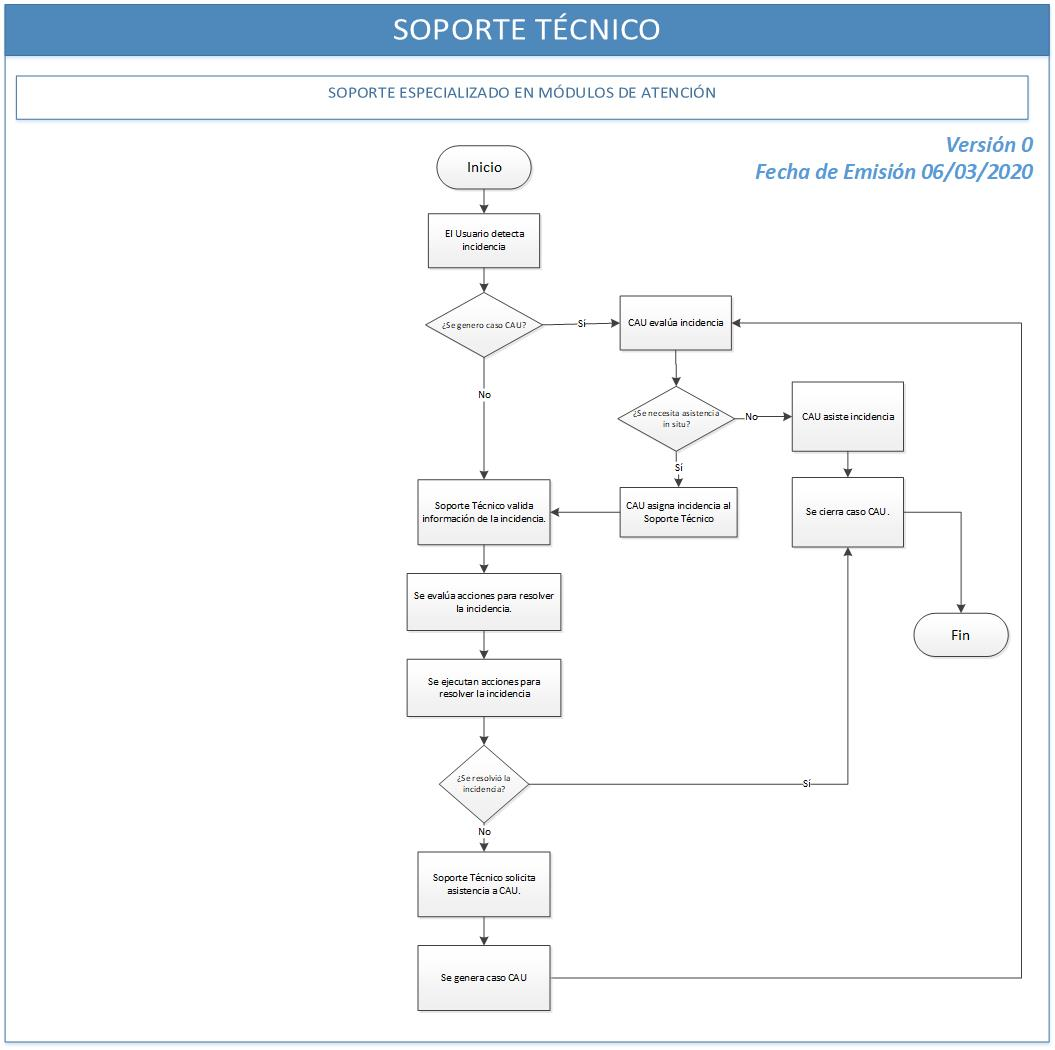 SOPORTE TÉCNICO
SOPORTE ESPECIALIZADO EN MÓDULOS DE ATENCIÓN
Versión 0
Fecha de Emisión 06/03/2020
Inicio
El Usuario detecta
incidencia
¿Se genero caso CAU?
Sí
CAU evalúa incidencia
No
¿Se necesita asistencia
in situ?
No
CAU asiste incidencia
Sí
Soporte Técnico valida
información de la incidencia.
CAU asigna incidencia al
Soporte Técnico
Se cierra caso CAU.
Se evalúa acciones para resolver
la incidencia.
Fin
Se ejecutan acciones para
resolver la incidencia
¿Se resolvió la
incidencia?
Sí
No
Soporte Técnico solicita
asistencia a CAU.
Se genera caso CAU